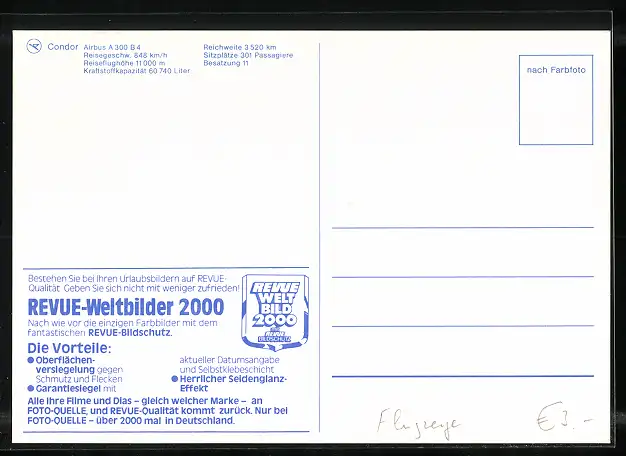 Condor Airbus A 300 B 4
Reisegeschw. 848 km/h
Reiseflughöhe 11 000 m
Kraftstoffkapazität 60 740 Liter
Reichweite 3 520 km
Sitzplätze 301 Passagiere
Besatzung 11
nach Farbfoto
Bestehen Sie bei Ihren Urlaubsbildern auf REVUE-
Qualität. Geben Sie sich nicht mit weniger zufrieden!
REVUE-Weltbilder 2000
Nach wie vor die einzigen Farbbilder mit dem
fantastischen REVUE-Bildschutz.
Die Vorteile:
● Oberflächen-
versiegelung gegen
Schmutz und Flecken
● Garantiesiegel mit
aktueller Datumsangabe
und Selbstklebeschicht
● Herrlicher Seidenglanz-
Effekt
Alle Ihre Filme und Dias – gleich welcher Marke – an
FOTO-QUELLE, und REVUE-Qualität kommt zurück. Nur bei
FOTO-QUELLE – über 2000 mal in Deutschland.
REVUE
WELT
BILD
2000
REVUE
BILDSCHUTZ
Flugzeuge
€ 3.-